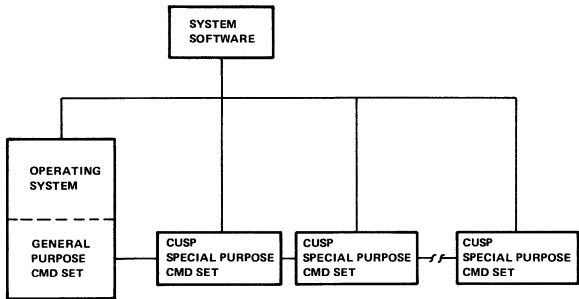 SYSTEM
SOFTWARE
OPERATING
SYSTEM
GENERAL
PURPOSE
CMD SET
CUSP
SPECIAL PURPOSE
CMD SET
CUSP
SPECIAL PURPOSE
CMD SET
CUSP
SPECIAL PURPOSE
CMD SET